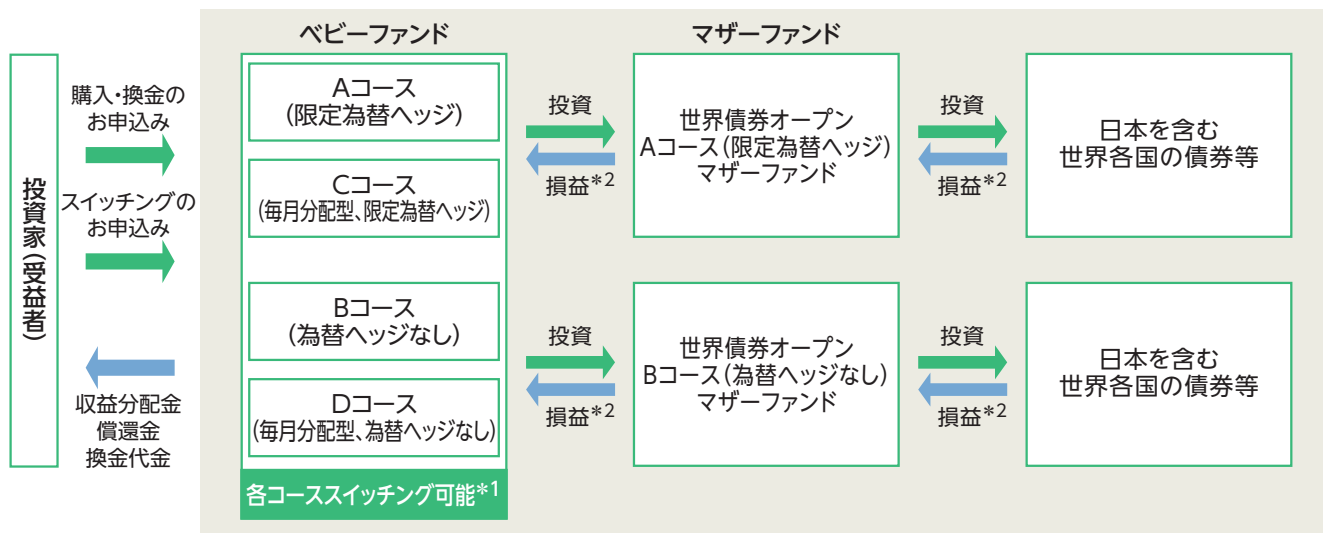 投資家(受益者)
購入・換金の
お申込み
スイッチングの
お申込み
収益分配金
償還金
換金代金
ベビーファンド
Aコース
(限定為替ヘッジ)
Cコース
(毎月分配型、限定為替ヘッジ)
Bコース
(為替ヘッジなし)
Dコース
(毎月分配型、為替ヘッジなし)
各コーススイッチング可能*1
投資
損益*2
投資
損益*2
マザーファンド
世界債券オープン
Aコース(限定為替ヘッジ)
マザーファンド
世界債券オープン
Bコース(為替ヘッジなし)
マザーファンド
投資
損益*2
投資
損益*2
日本を含む
世界各国の債券等
日本を含む
世界各国の債券等